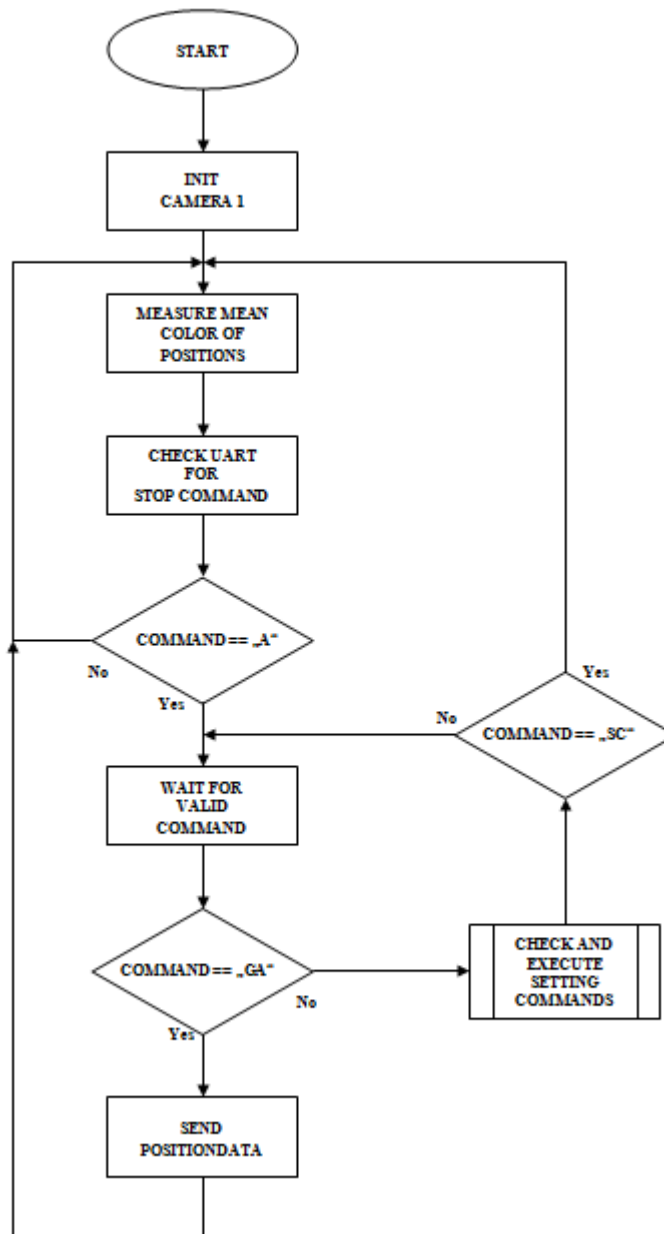 START
INIT
CAMERA 1
MEASURE MEAN
COLOR OF
POSITIONS
CHECK UART
FOR
STOP COMMAND
COMMAND == „A“
No
Yes
Yes
No
COMMAND == „SC“
WAIT FOR
VALID
COMMAND
COMMAND == „GA“
No
Yes
CHECK AND
EXECUTE
SETTING
COMMANDS
SEND
POSITIONDATA